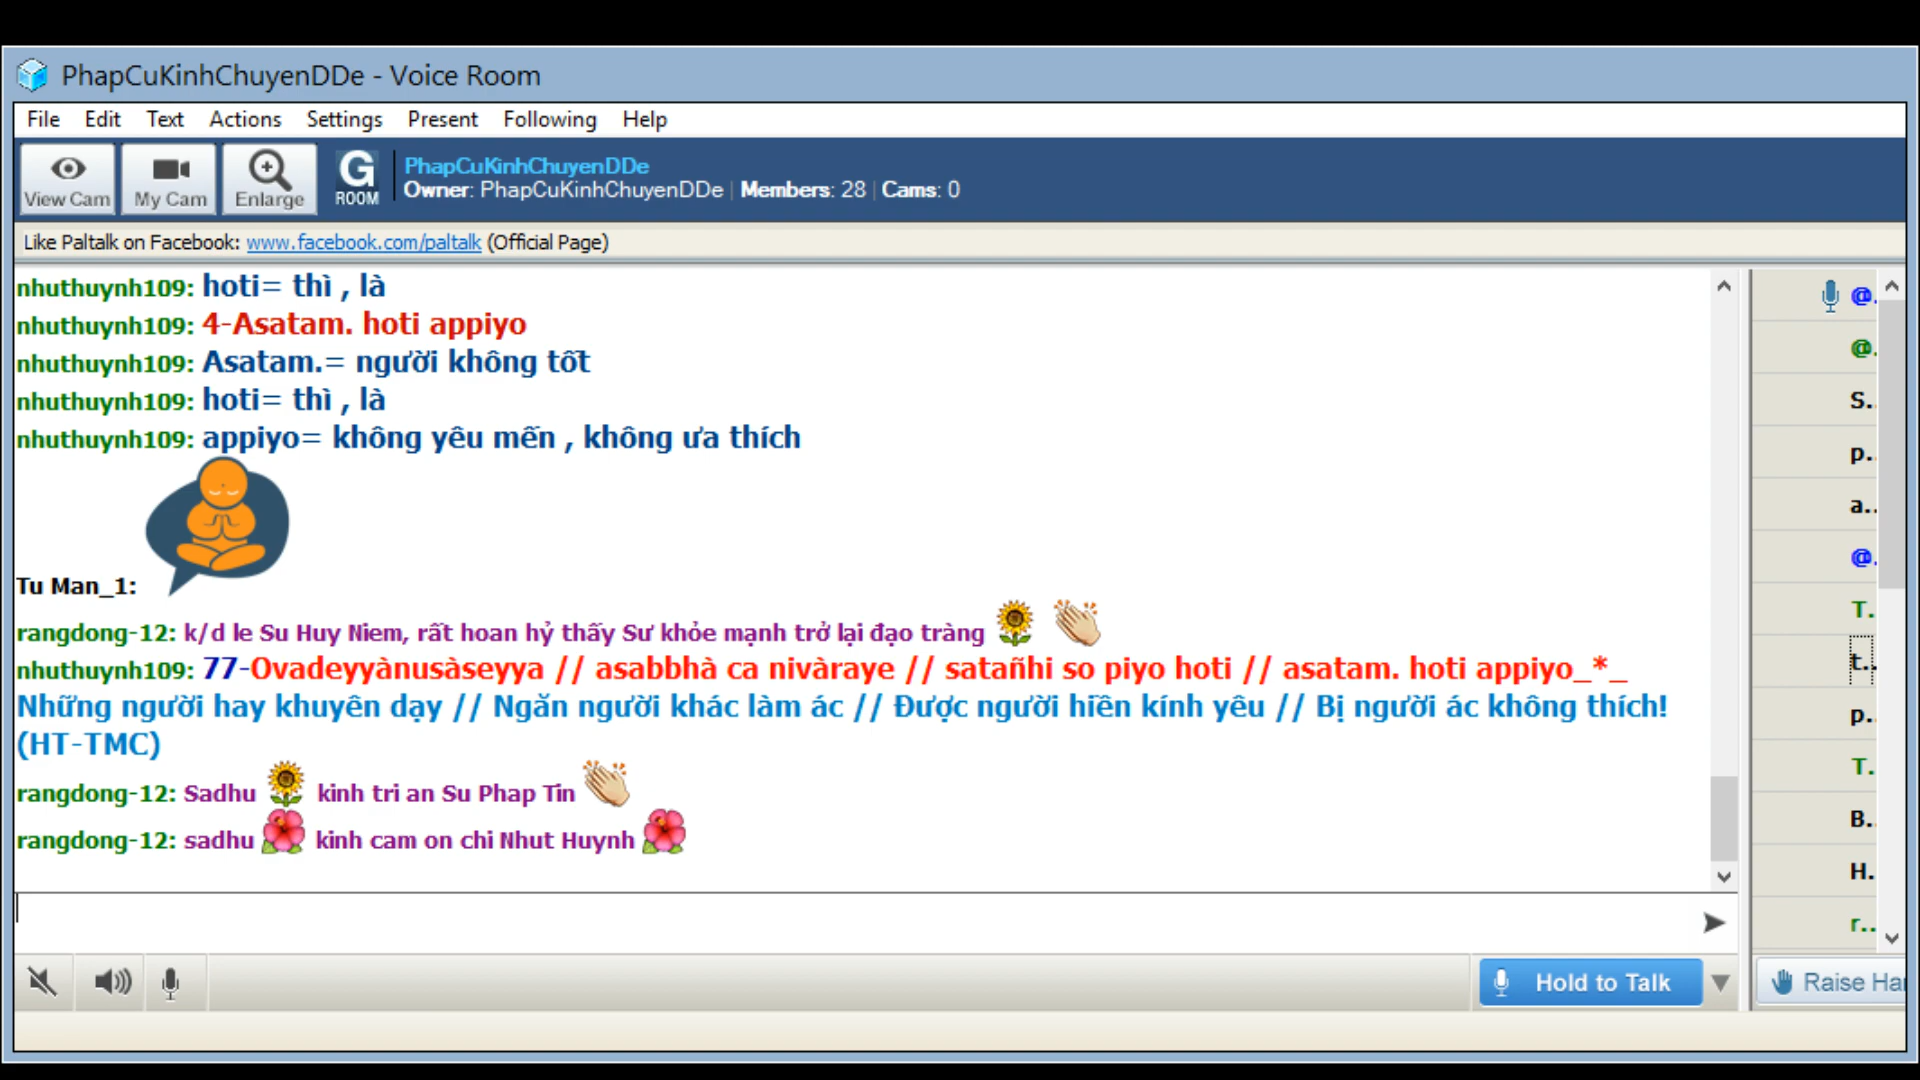 PhapCuKinhChuyenDDe - Voice Room
File Edit Text Actions Settings Present Following Help
View Cam My Cam Enlarge G ROOM
PhapCuKinhChuyenDDe
Owner: PhapCuKinhChuyenDDe | Members: 28 | Cams: 0
Like Paltalk on Facebook: www.facebook.com/paltalk (Official Page)
nhuthuynh109: hoti= thì , là
nhuthuynh109: 4-Asatam. hoti appiyo
nhuthuynh109: Asatam.= người không tốt
nhuthuynh109: hoti= thì , là
nhuthuynh109: appiyo= không yêu mến , không ưa thích
Tu Man_1:
rangdong-12: k/d le Su Huy Niem, rất hoan hỷ thấy Sư khỏe mạnh trở lại đạo tràng
nhuthuynh109: 77-Ovadeyyànusàseyya // asabbhà ca nivàraye // satañhi so piyo hoti // asatam. hoti appiyo_*_
Những người hay khuyên dạy // Ngăn người khác làm ác // Được người hiền kính yêu // Bị người ác không thích!
(HT-TMC)
rangdong-12: Sadhu kinh tri an Su Phap Tin
rangdong-12: sadhu kinh cam on chi Nhut Huynh
@.
@.
S..
p..
a..
@.
T.
t..
p..
T.
B..
H.
r..
Hold to Talk
Raise Ha